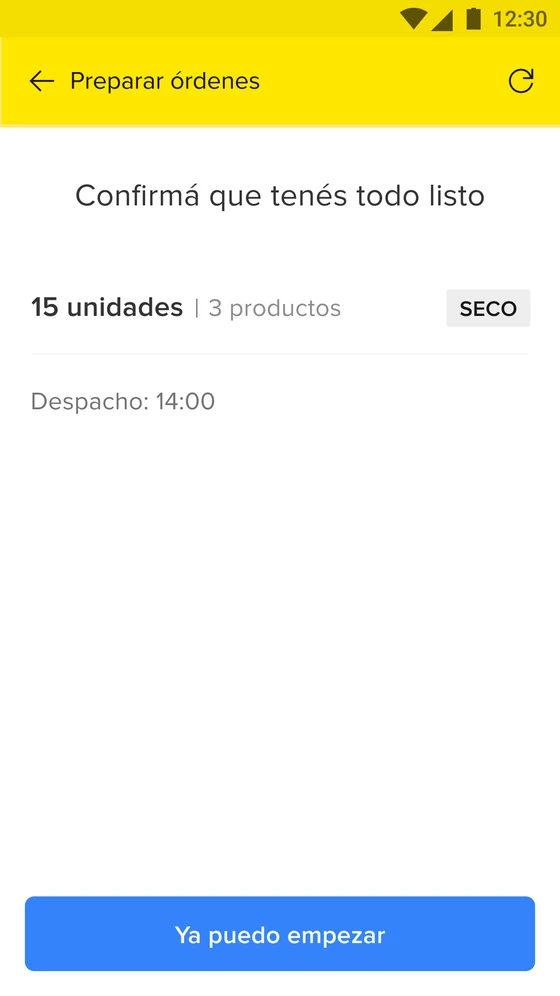 12:30
Preparar órdenes
Confirmá que tenés todo listo
15 unidades | 3 productos SECO
Despacho: 14:00
Ya puedo empezar